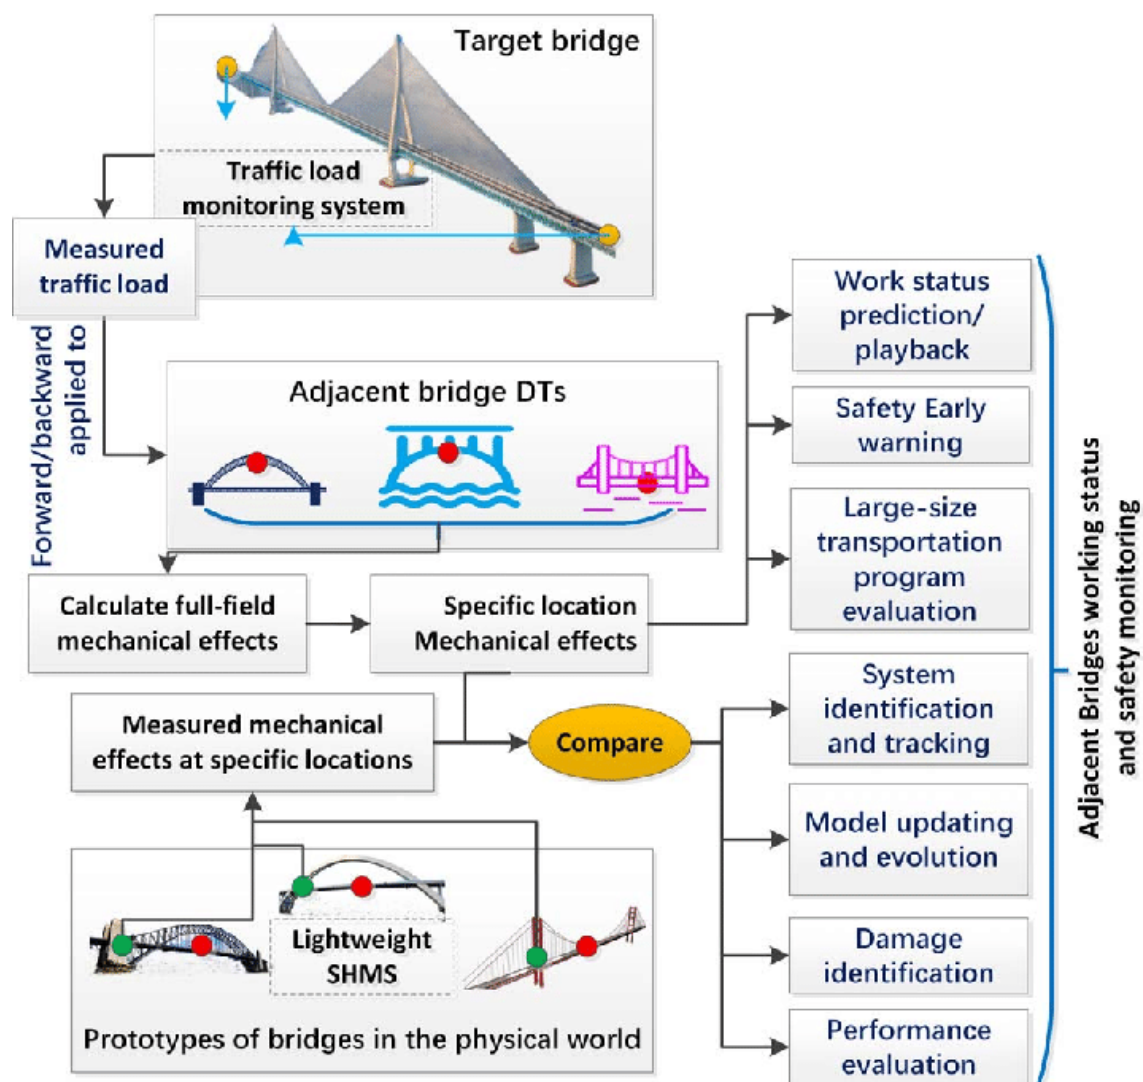 Target bridge
Traffic load
monitoring system
Measured
traffic load
Forward/backward
applied to
Adjacent bridge DTs
Calculate full-field
mechanical effects
Specific location
Mechanical effects
Measured mechanical
effects at specific locations
Compare
Lightweight
SHMS
Prototypes of bridges in the physical world
Work status
prediction/
playback
Safety Early
warning
Large-size
transportation
program
evaluation
System
identification
and tracking
Model updating
and evolution
Damage
identification
Performance
evaluation
Adjacent Bridges working status
and safety monitoring